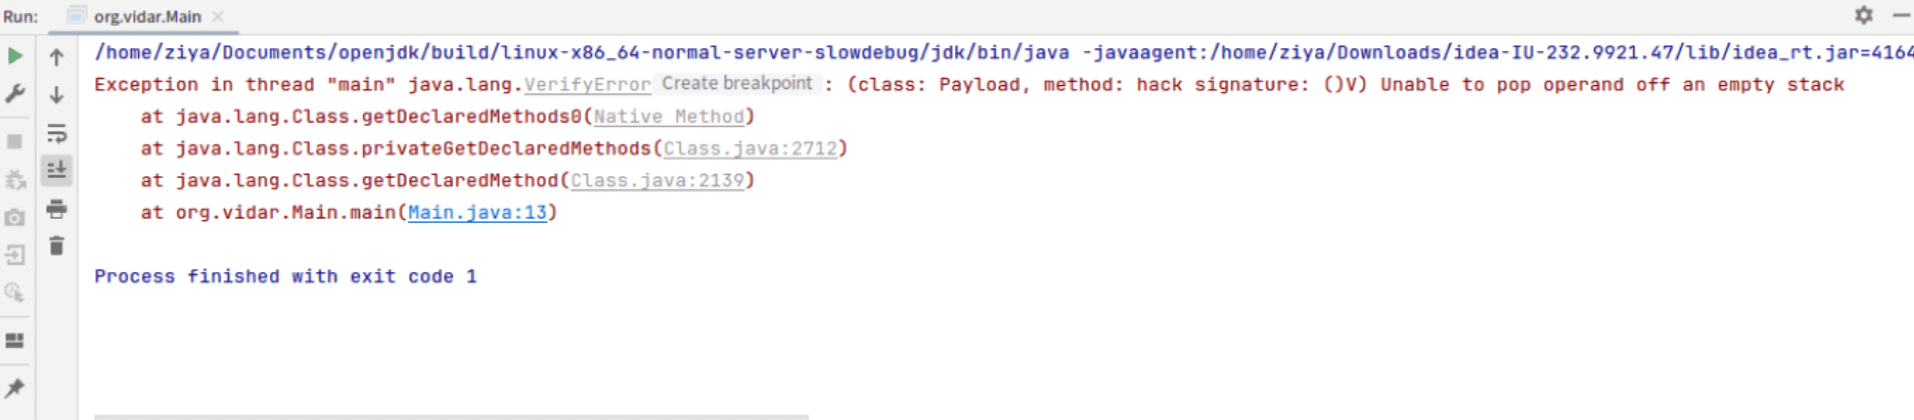 Run: org.vidar.Main
/home/ziya/Documents/openjdk/build/linux-x86_64-normal-server-slowdebug/jdk/bin/java -javaagent:/home/ziya/Downloads/idea-IU-232.9921.47/lib/idea_rt.jar=4164
Exception in thread "main" java.lang.VerifyError Create breakpoint : (class: Payload, method: hack signature: ()V) Unable to pop operand off an empty stack
at java.lang.Class.getDeclaredMethods0(Native Method)
at java.lang.Class.privateGetDeclaredMethods(Class.java:2712)
at java.lang.Class.getDeclaredMethod(Class.java:2139)
at org.vidar.Main.main(Main.java:13)
Process finished with exit code 1